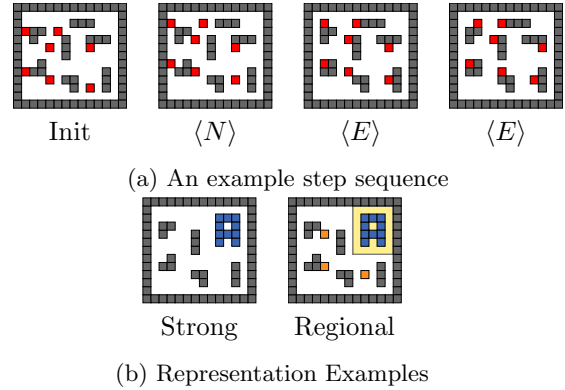 Init ⟨N⟩ ⟨E⟩ ⟨E⟩
(a) An example step sequence
Strong Regional
(b) Representation Examples